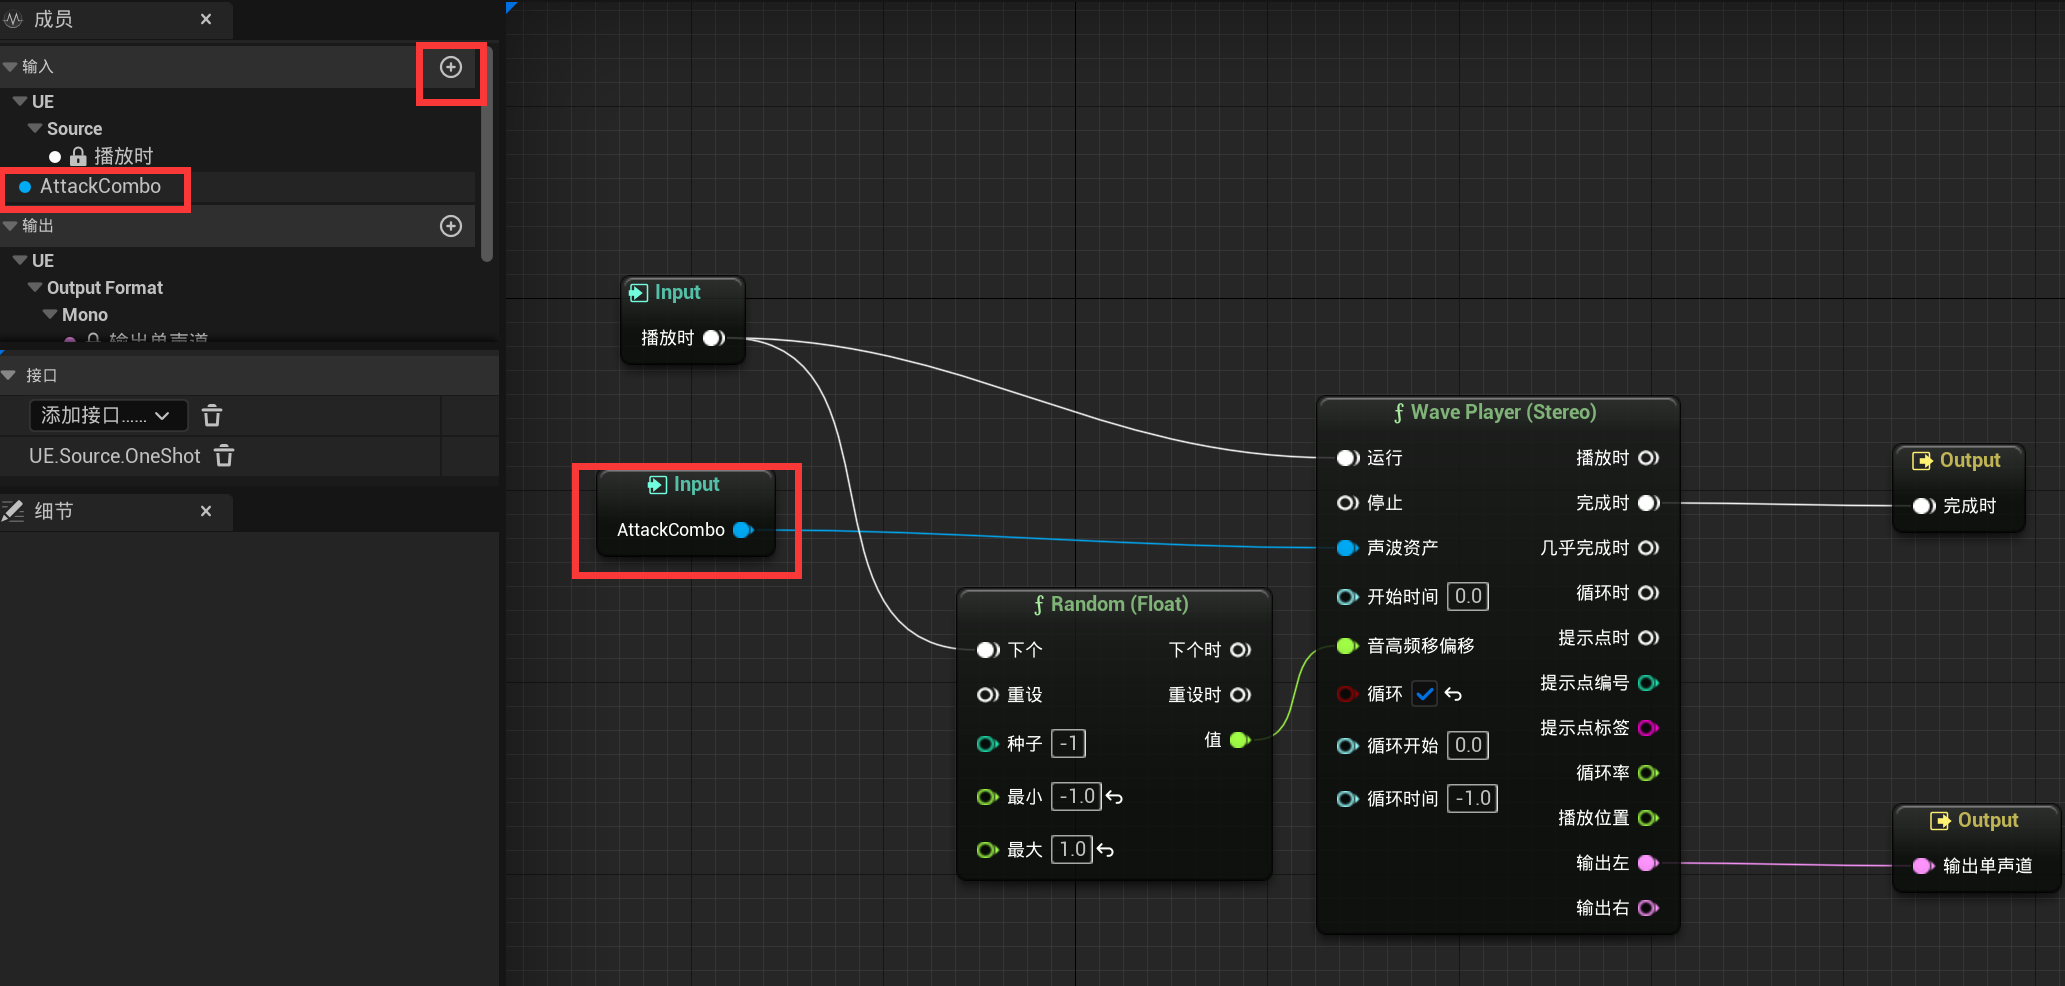 成员
输入
UE
Source
播放时
AttackCombo
输出
UE
Output Format
Mono
输出单声道
接口
添加接口......
UE.Source.OneShot
细节
Input
播放时
Input
AttackCombo
Random (Float)
下个
下个时
重设
重设时
种子 -1
值
最小 -1.0
最大 1.0
Wave Player (Stereo)
运行
播放时
停止
完成时
声波资产
几乎完成时
开始时间 0.0
循环时
音高频移偏移
提示点时
循环
提示点编号
循环开始 0.0
提示点标签
循环时间 -1.0
循环率
播放位置
输出左
输出右
Output
完成时
Output
输出单声道